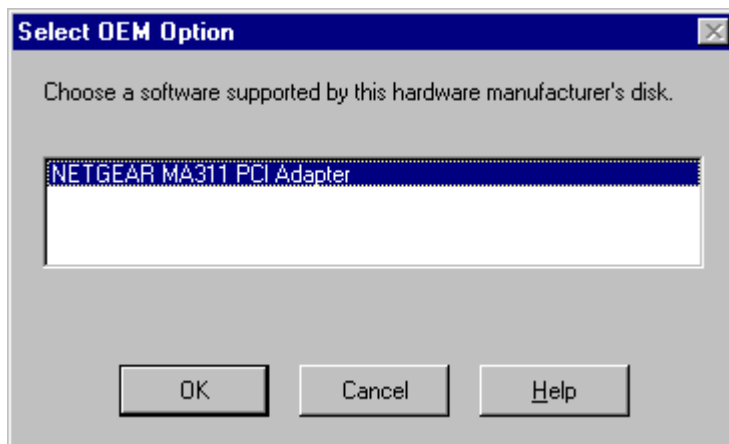 Select OEM Option
Choose a software supported by this hardware manufacturer's disk.
NETGEAR MA311 PCI Adapter
OK Cancel Help